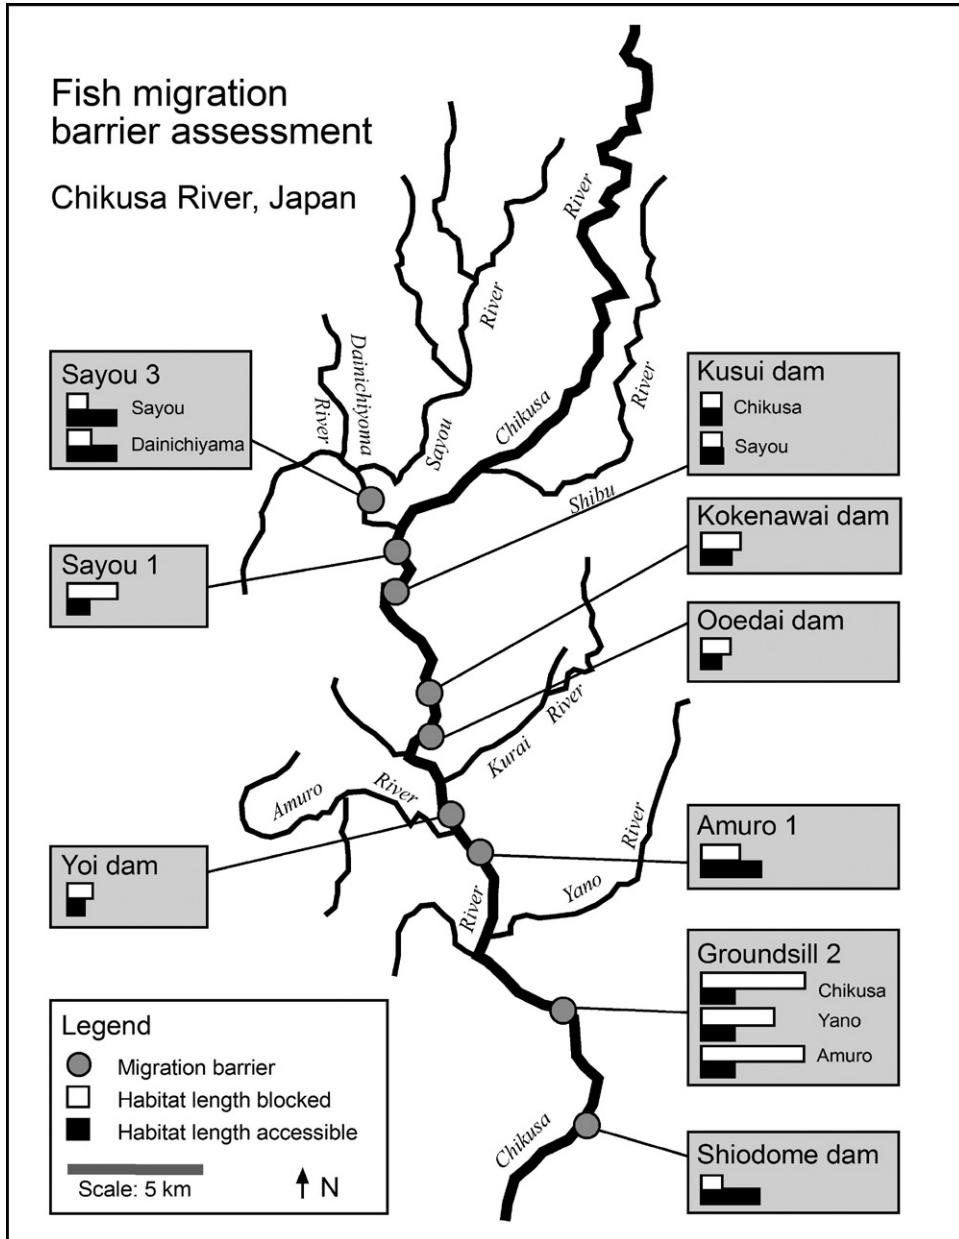 Fish migration
barrier assessment
Chikusa River, Japan
River
River
Dainichiyoma
River
Sayou
Chikusa
River
Shibu
Sayou 3
Sayou
Dainichiyama
Kusui dam
Chikusa
Sayou
Kokenawai dam
Sayou 1
Ooedai dam
River
Kurai
Amuro
River
River
Yano
River
Amuro 1
Yoi dam
Groundsill 2
Chikusa
Yano
Amuro
Legend
Migration barrier
Habitat length blocked
Habitat length accessible
Scale: 5 km
N
Chikusa
Shiodome dam